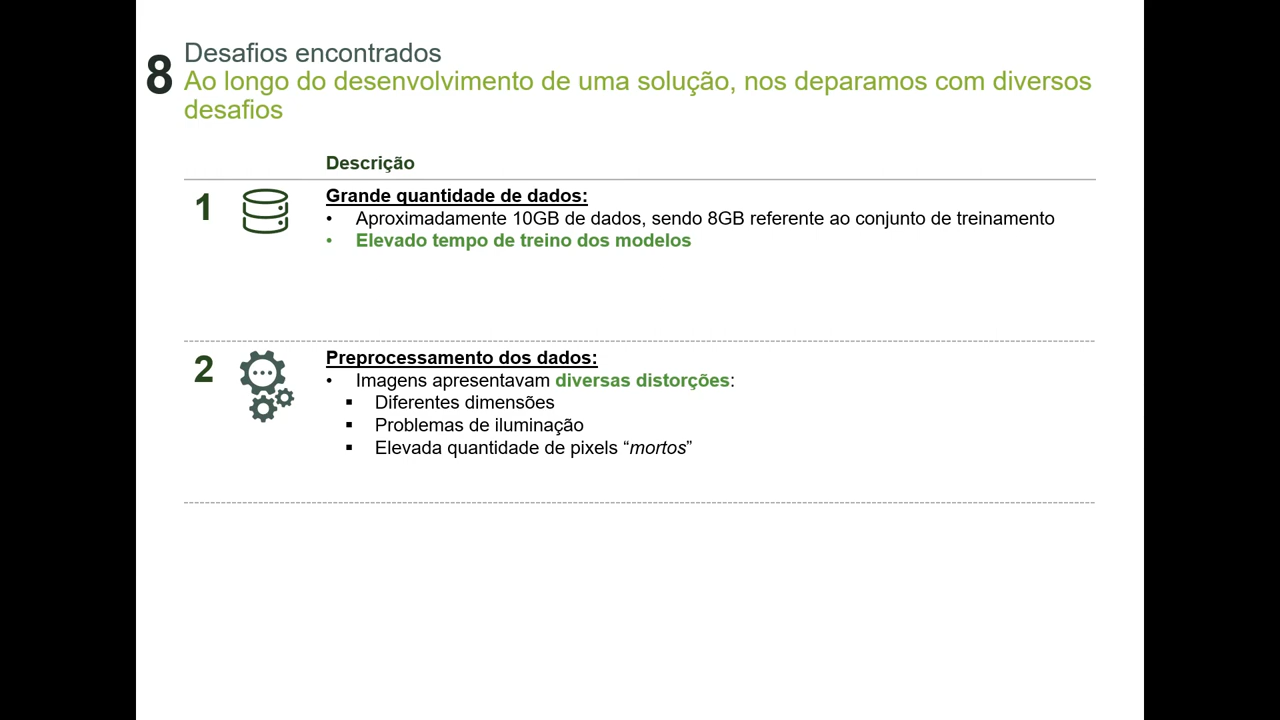 8
Desafios encontrados
Ao longo do desenvolvimento de uma solução, nos deparamos com diversos
desafios
Descrição
1
Grande quantidade de dados:
• Aproximadamente 10GB de dados, sendo 8GB referente ao conjunto de treinamento
• Elevado tempo de treino dos modelos
2
Preprocessamento dos dados:
• Imagens apresentavam diversas distorções:
▪ Diferentes dimensões
▪ Problemas de iluminação
▪ Elevada quantidade de pixels “mortos”